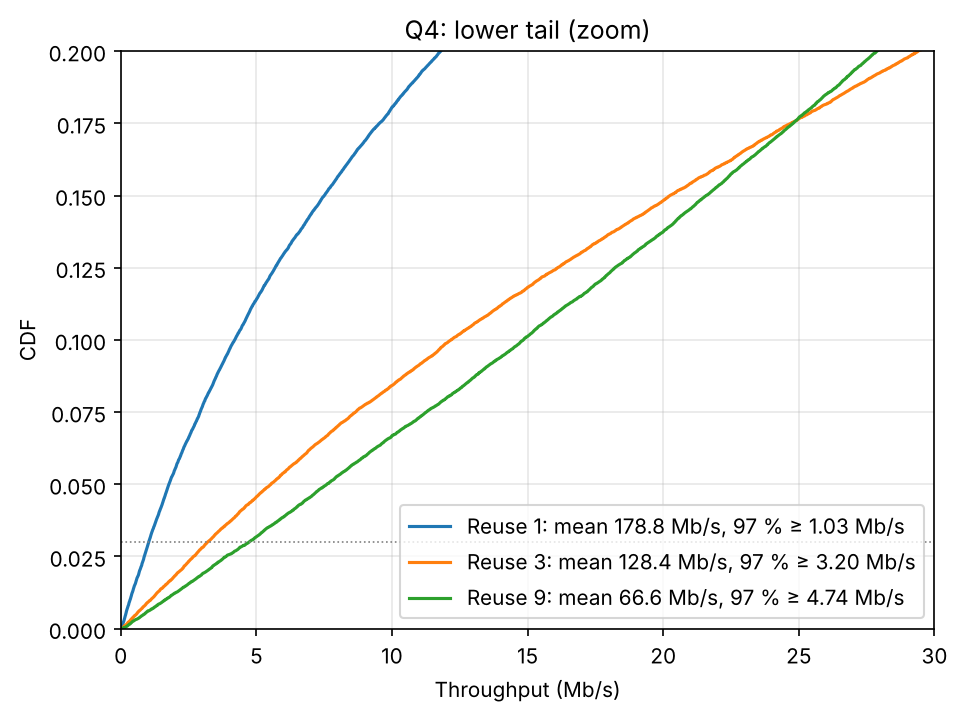 Q4: lower tail (zoom)
0.200
0.175
0.150
0.125
0.100
0.075
0.050
0.025
0.000
CDF
Reuse 1: mean 178.8 Mb/s, 97 % ≥ 1.03 Mb/s
Reuse 3: mean 128.4 Mb/s, 97 % ≥ 3.20 Mb/s
Reuse 9: mean 66.6 Mb/s, 97 % ≥ 4.74 Mb/s
0 5 10 15 20 25 30
Throughput (Mb/s)